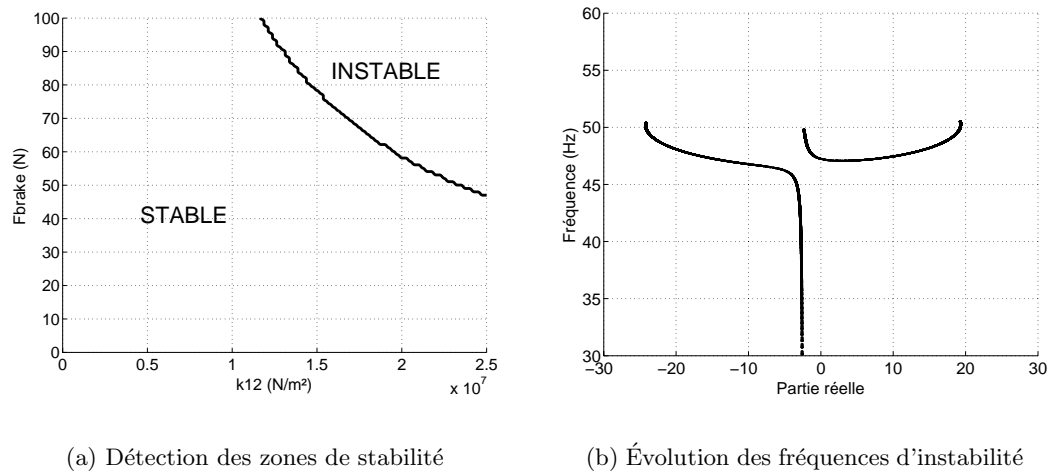 100
90
80
70
60
50
40
30
20
10
0
Fbrake (N)
INSTABLE
STABLE
0 0.5 1 1.5 2 2.5
k12 (N/m²)
x 10⁷
(a) Détection des zones de stabilité
60
55
50
45
40
35
30
Fréquence (Hz)
−30 −20 −10 0 10 20 30
Partie réelle
(b) Évolution des fréquences d'instabilité